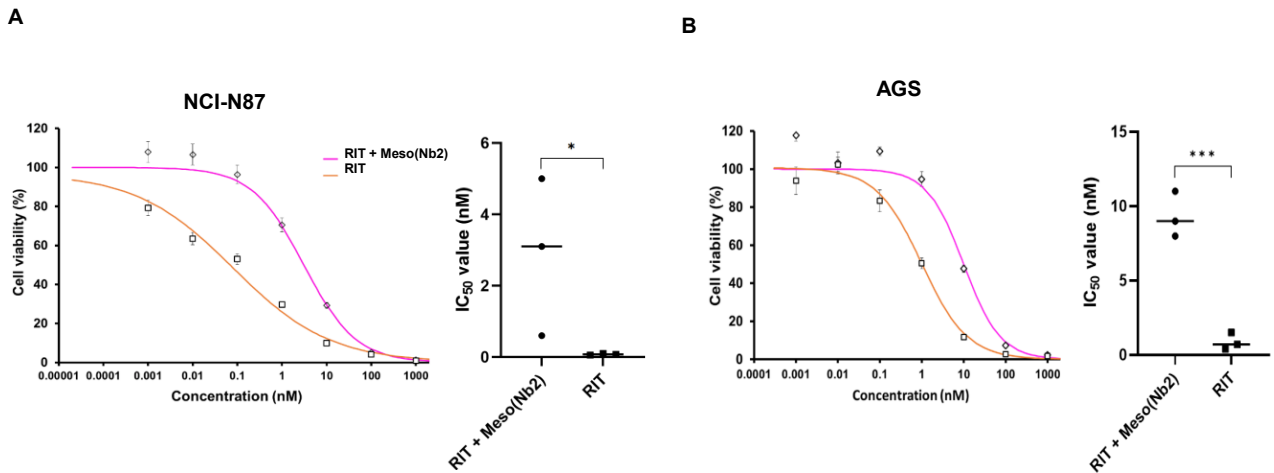 A
B
NCI-N87
AGS
120
100
80
60
40
20
0
Cell viability (%)
0.00001
0.001
0.01
0.1
1
10
100
1000
Concentration (nM)
RIT + Meso(Nb2)
RIT
6
4
2
0
IC50 value (nM)
*
RIT + Meso(Nb2)
RIT
120
100
80
60
40
20
0
Cell viability (%)
0.0001
0.001
0.01
0.1
1
10
100
1000
Concentration (nM)
15
10
5
0
IC50 value (nM)
***
RIT + Meso(Nb2)
RIT